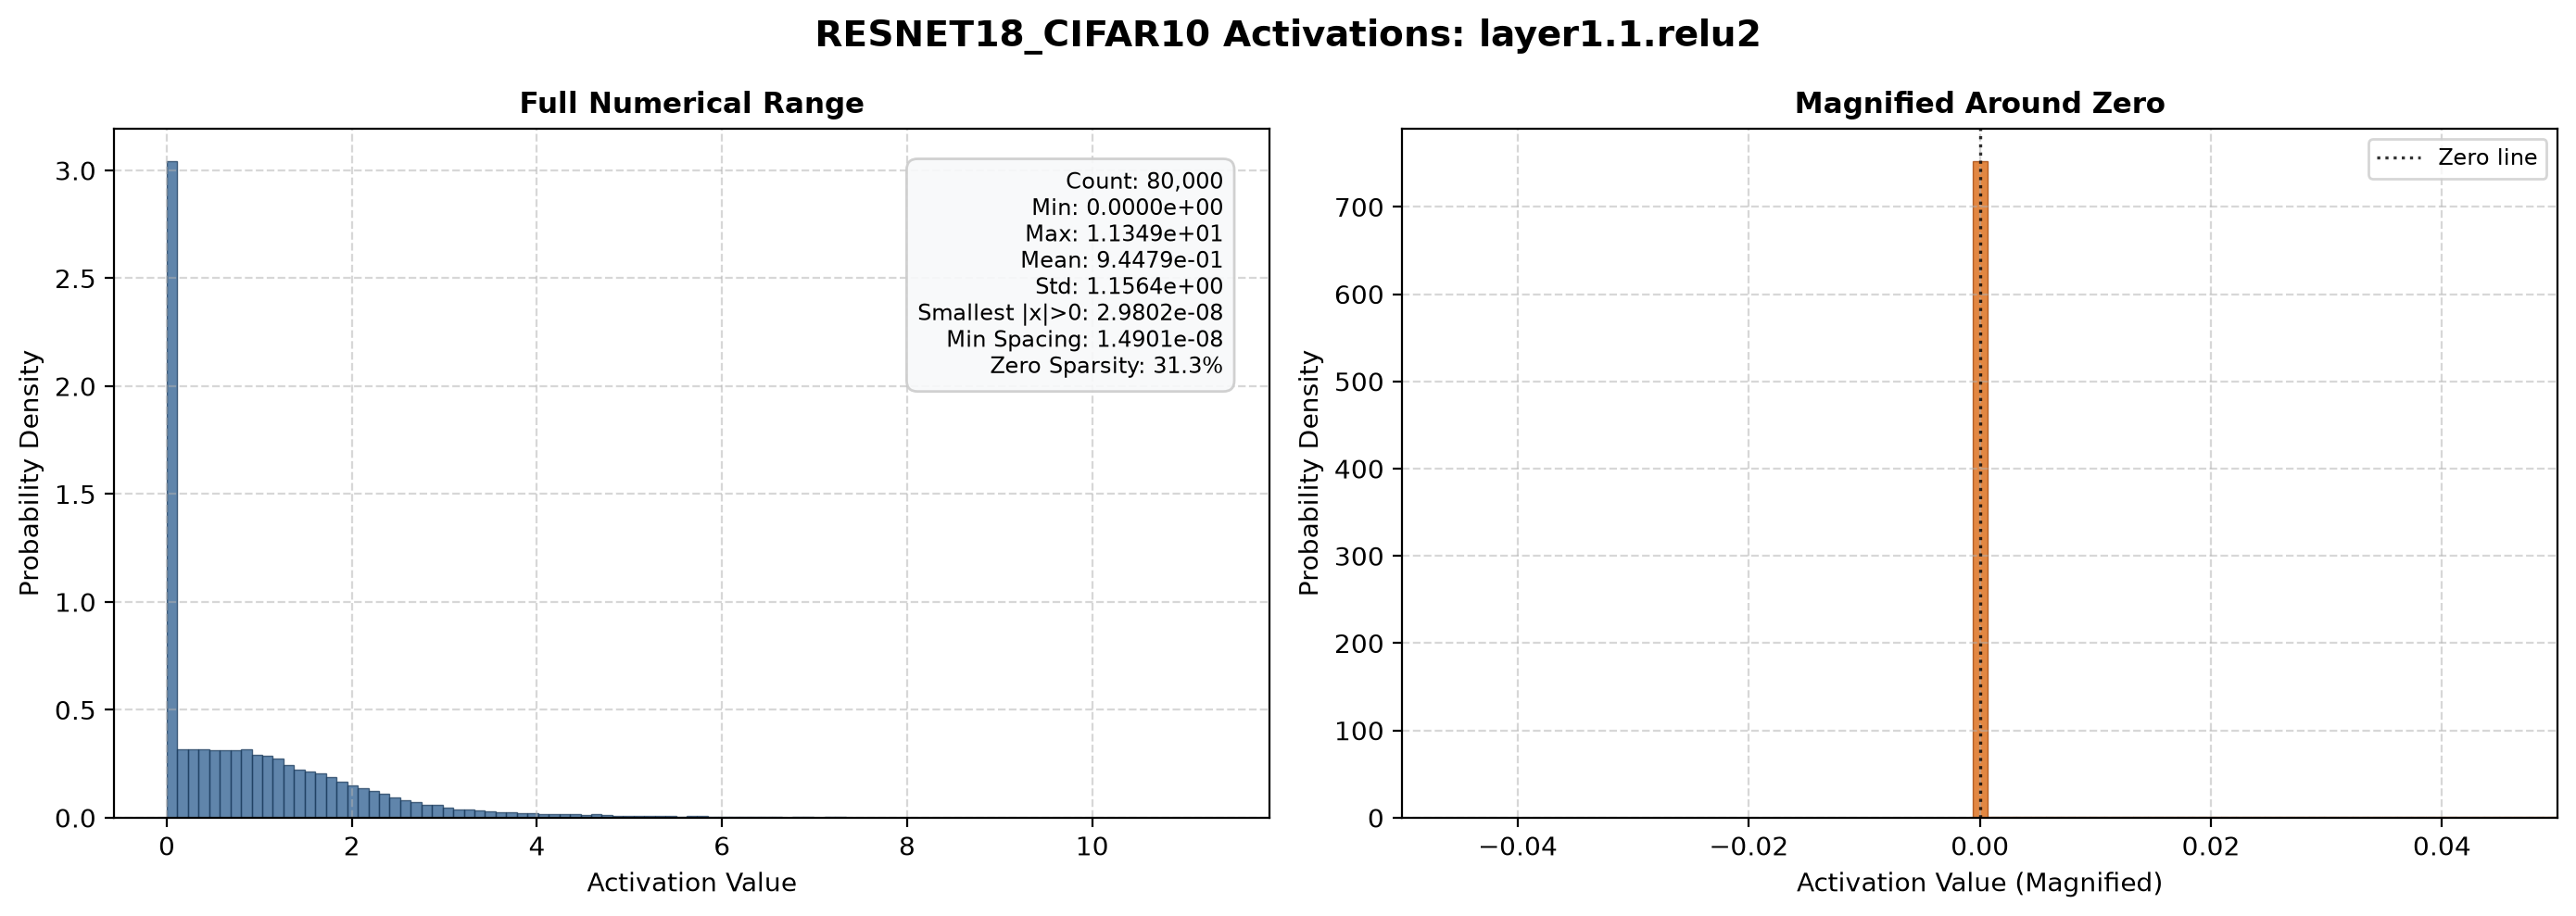 RESNET18_CIFAR10 Activations: layer1.1.relu2
Full Numerical Range
Probability Density
3.0
2.5
2.0
1.5
1.0
0.5
0.0
Count: 80,000
Min: 0.0000e+00
Max: 1.1349e+01
Mean: 9.4479e-01
Std: 1.1564e+00
Smallest |x|>0: 2.9802e-08
Min Spacing: 1.4901e-08
Zero Sparsity: 31.3%
0 2 4 6 8 10
Activation Value
Magnified Around Zero
Probability Density
700
600
500
400
300
200
100
0
Zero line
−0.04 −0.02 0.00 0.02 0.04
Activation Value (Magnified)